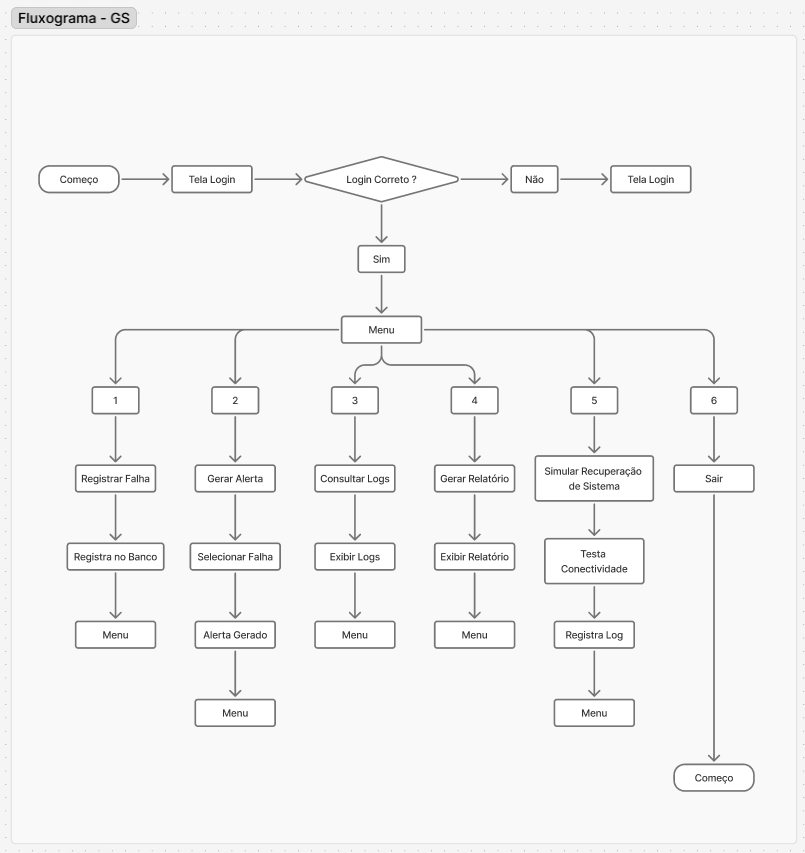 Fluxograma - GS
Começo
Tela Login
Login Correto ?
Não
Tela Login
Sim
Menu
1
2
3
4
5
6
Registrar Falha
Gerar Alerta
Consultar Logs
Gerar Relatório
Simular Recuperação
de Sistema
Sair
Registra no Banco
Selecionar Falha
Exibir Logs
Exibir Relatório
Testa
Conectividade
Menu
Alerta Gerado
Menu
Menu
Registra Log
Menu
Menu
Começo